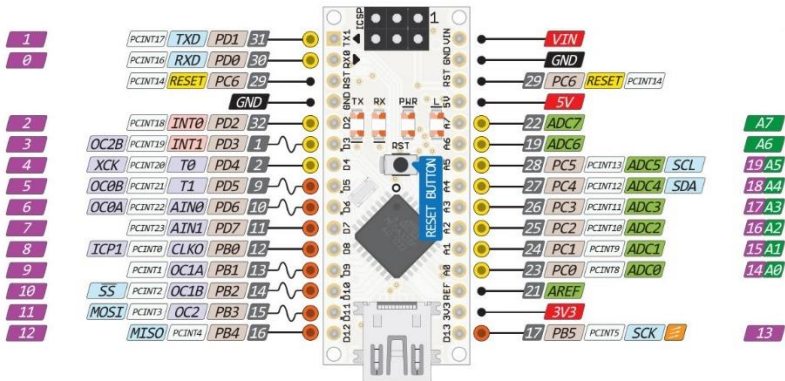 ICSP 1
1 PCINT17 TXD PD1 31 TX1 VIN VIN
0 PCINT16 RXD PD0 30 RX0 GND GND
PCINT14 RESET PC6 29 RST RST 29 PC6 RESET PCINT14
GND GND 5V 5V
2 PCINT18 INT0 PD2 32 D2 TX RX PWR L A7 22 ADC7 A7
3 OC2B PCINT19 INT1 PD3 1 D3 A6 19 ADC6 A6
RST
4 XCK PCINT20 T0 PD4 2 D4 A5 28 PC5 PCINT13 ADC5 SCL 19 A5
5 OC0B PCINT21 T1 PD5 9 D5 A4 27 PC4 PCINT12 ADC4 SDA 18 A4
RESET BUTTON
6 OC0A PCINT22 AIN0 PD6 10 D6 A3 26 PC3 PCINT11 ADC3 17 A3
7 PCINT23 AIN1 PD7 11 D7 A2 25 PC2 PCINT10 ADC2 16 A2
8 ICP1 PCINT0 CLKO PB0 12 D8 A1 24 PC1 PCINT9 ADC1 15 A1
9 PCINT1 OC1A PB1 13 D9 A0 23 PC0 PCINT8 ADC0 14 A0
10 SS PCINT2 OC1B PB2 14 D10 REF 21 AREF
11 MOSI PCINT3 OC2 PB3 15 D11 3V3 3V3
12 MISO PCINT4 PB4 16 D12 D13 17 PB5 PCINT5 SCK 13